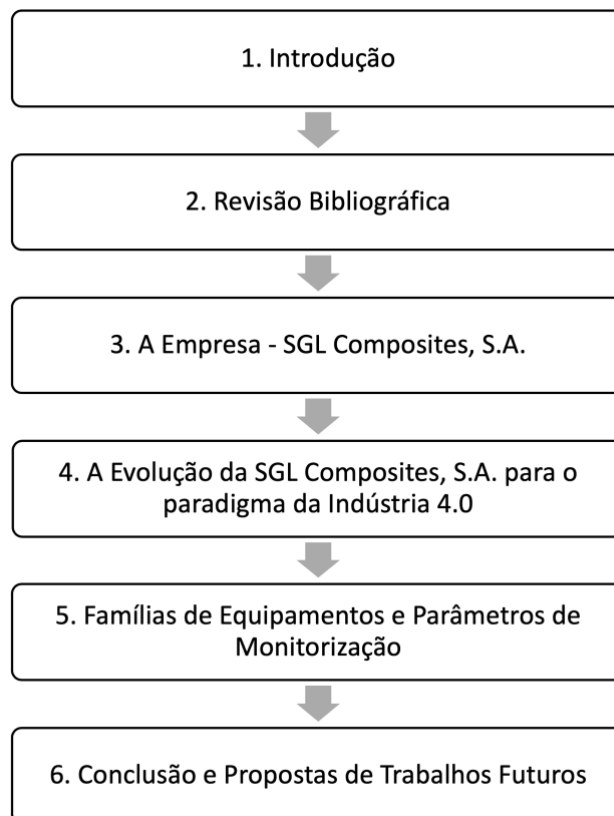 1. Introdução
2. Revisão Bibliográfica
3. A Empresa - SGL Composites, S.A.
4. A Evolução da SGL Composites, S.A. para o
paradigma da Indústria 4.0
5. Famílias de Equipamentos e Parâmetros de
Monitorização
6. Conclusão e Propostas de Trabalhos Futuros